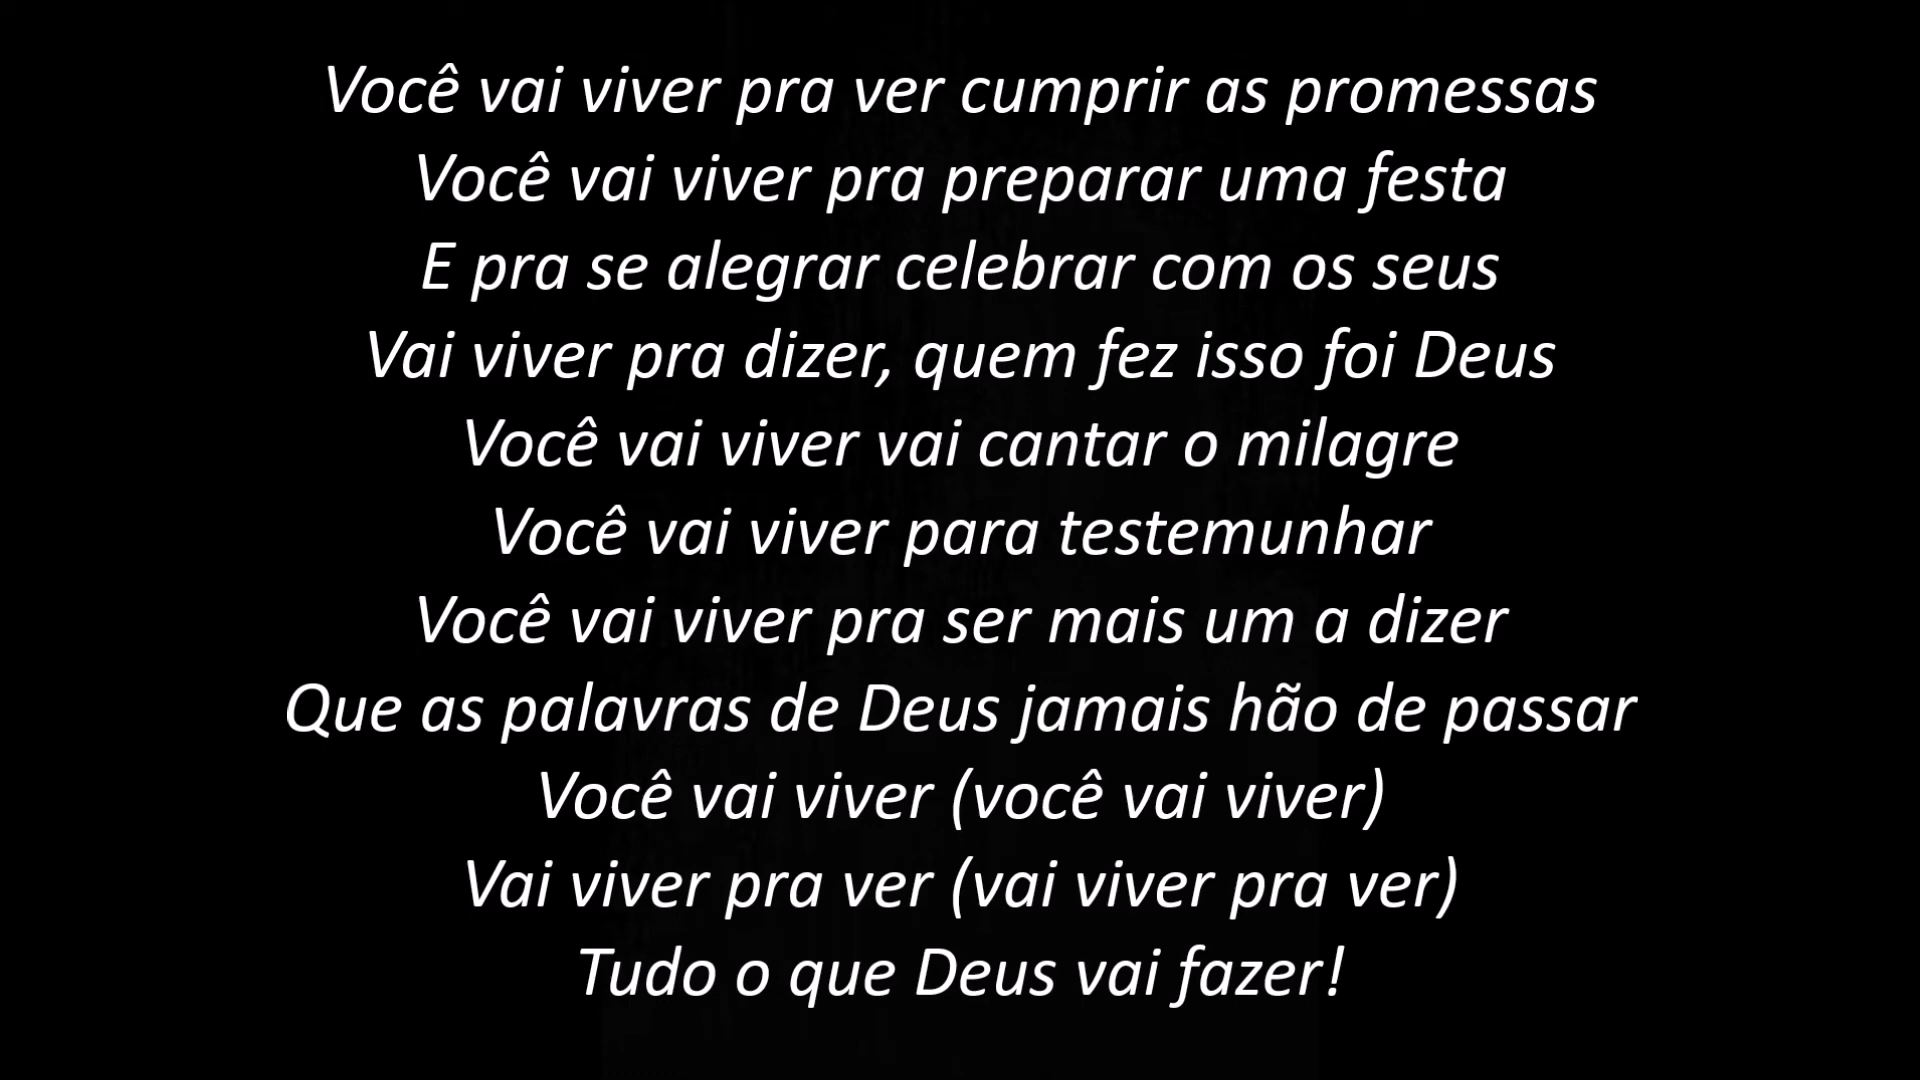 Você vai viver pra ver cumprir as promessas
Você vai viver pra preparar uma festa
E pra se alegrar celebrar com os seus
Vai viver pra dizer, quem fez isso foi Deus
Você vai viver vai cantar o milagre
Você vai viver para testemunhar
Você vai viver pra ser mais um a dizer
Que as palavras de Deus jamais hão de passar
Você vai viver (você vai viver)
Vai viver pra ver (vai viver pra ver)
Tudo o que Deus vai fazer!